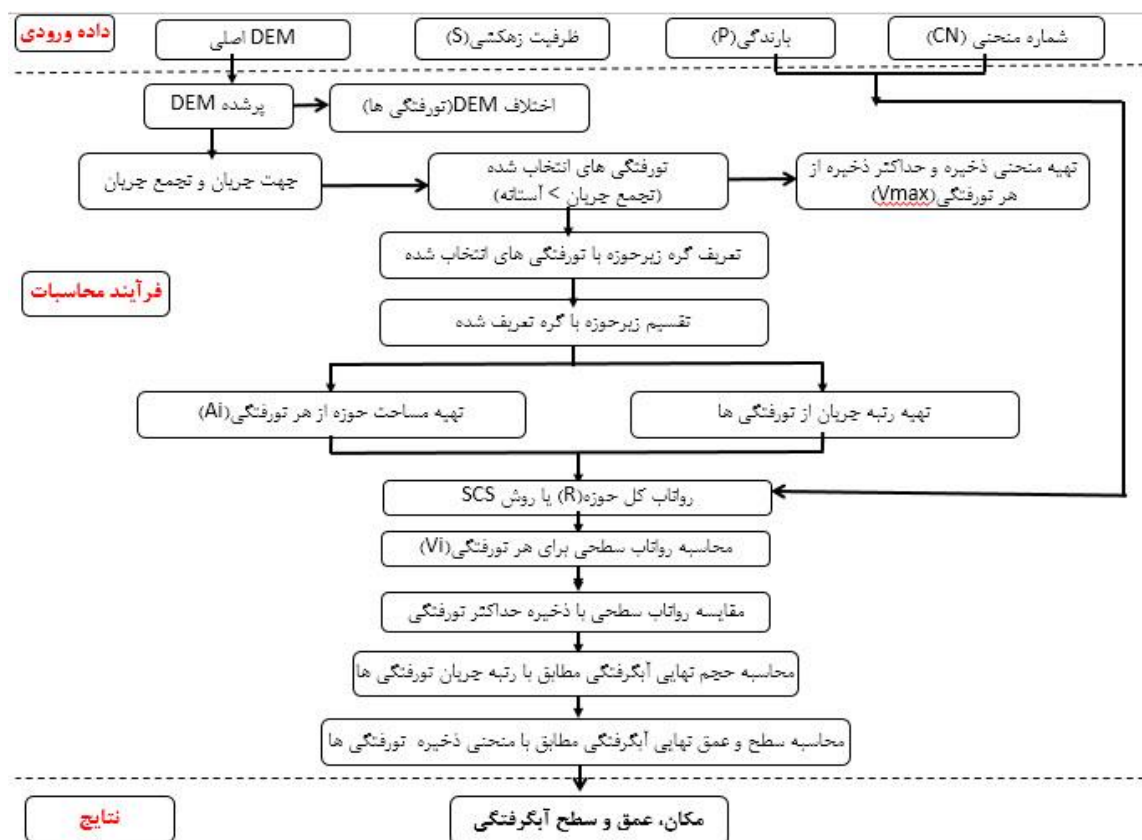 داده ورودی
DEM اصلی
ظرفیت زهکشی(S)
بارندگی(P)
شماره منحنی (CN)
پرشده DEM
اختلاف DEM(تورفتگی ها)
جهت جریان و تجمع جریان
تورفتگی های انتخاب شده
(تجمع جریان > آستانه)
تهیه منحنی ذخیره و حداکثر ذخیره از
هر تورفتگی(Vmax)
تعریف گره زیرحوزه با تورفتگی های انتخاب شده
فرآیند محاسبات
تقسیم زیرحوزه با گره تعریف شده
تهیه مساحت حوزه از هر تورفتگی(Ai)
تهیه رتبه جریان از تورفتگی ها
رواناب کل حوزه(R) با روش SCS
محاسبه رواناب سطحی برای هر تورفتگی(Vi)
مقایسه رواناب سطحی با ذخیره حداکثر تورفتگی
محاسبه حجم نهایی آبگرفتگی مطابق با رتبه جریان تورفتگی ها
محاسبه سطح و عمق نهایی آبگرفتگی مطابق با منحنی ذخیره تورفتگی ها
نتایج
مکان، عمق و سطح آبگرفتگی